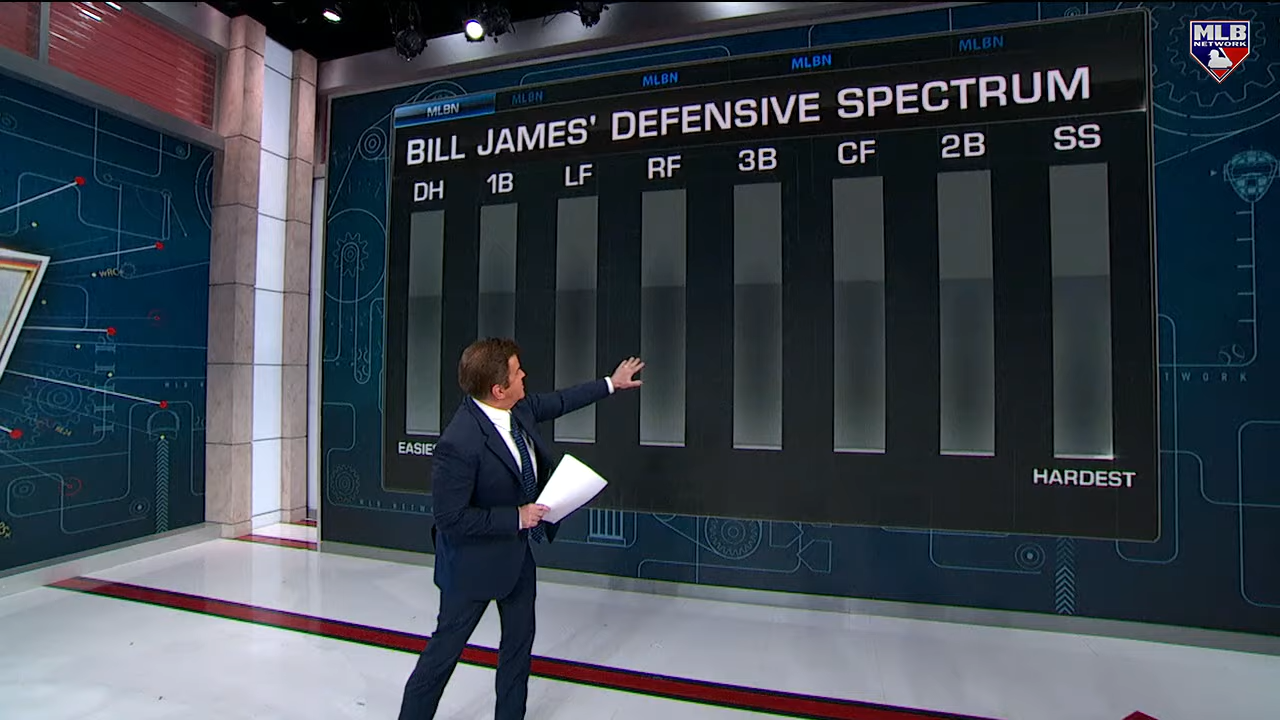 MLB
NETWORK
MLBN
MLBN
MLBN
MLBN
MLBN
BILL JAMES' DEFENSIVE SPECTRUM
DH 1B LF RF 3B CF 2B SS
HARDEST
wRC+